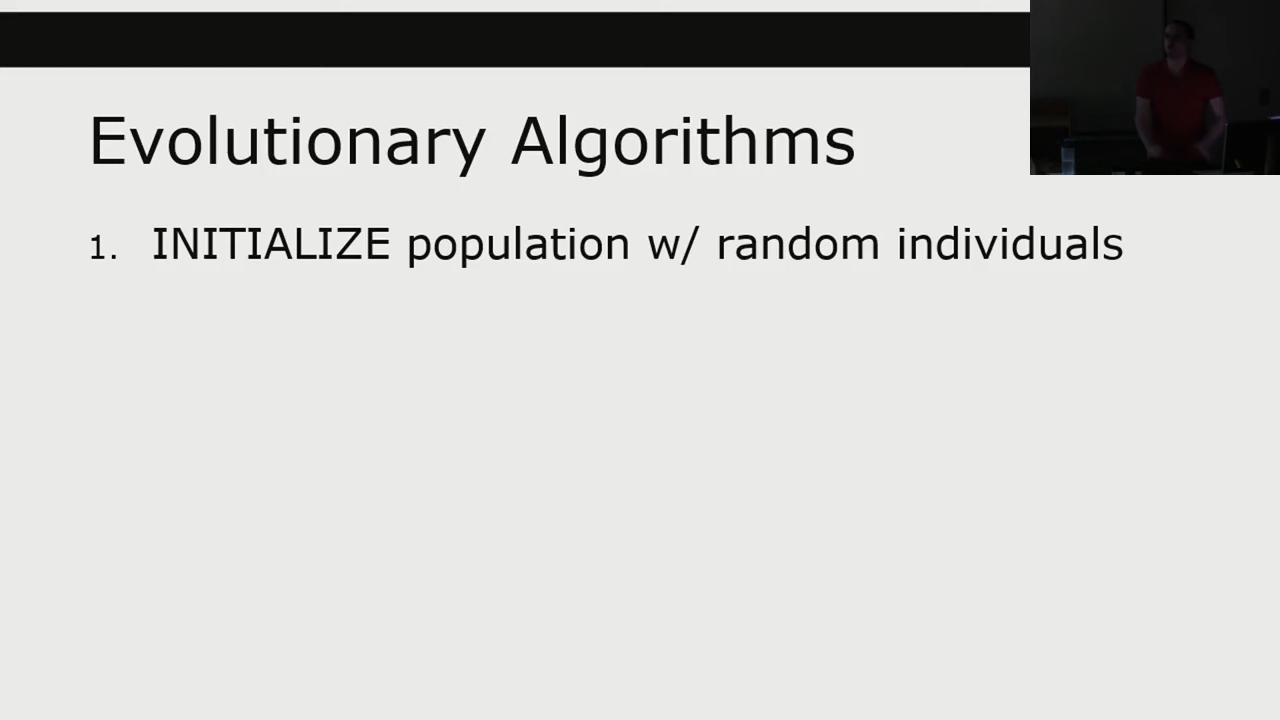 Evolutionary Algorithms
1. INITIALIZE population w/ random individuals